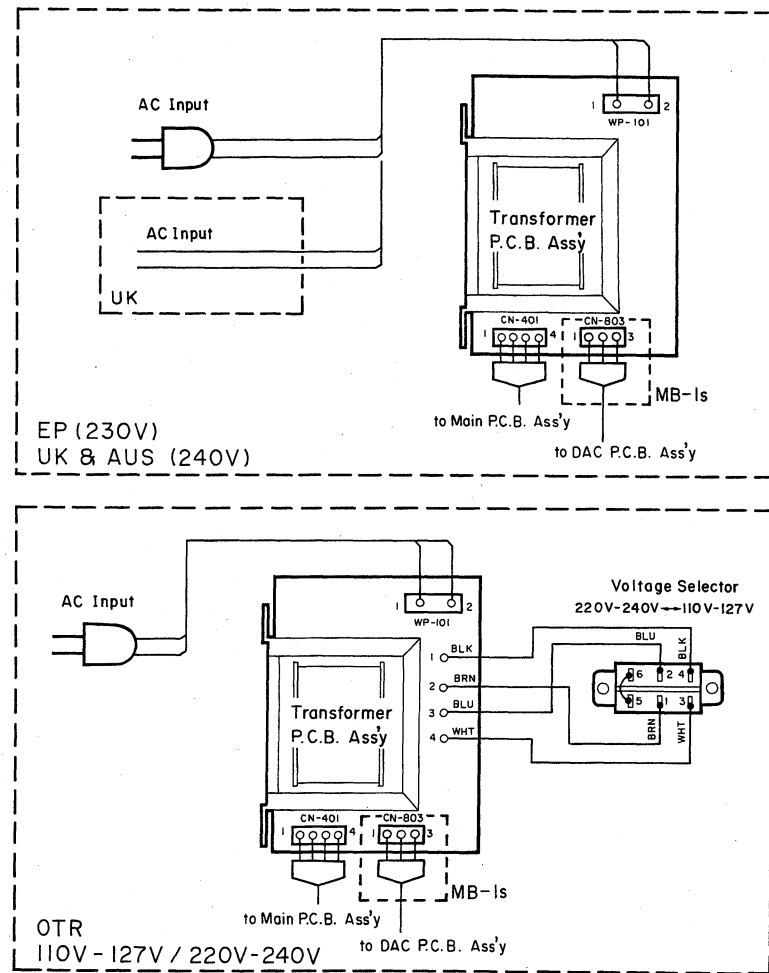 AC Input
1 2
WP-101
AC Input
UK
Transformer
P.C.B. Ass'y
CN-401
1 4
CN-803
1 3
MB-1s
to Main P.C.B. Ass'y
to DAC P.C.B. Ass'y
EP (230V)
UK & AUS (240V)
AC Input
1 2
WP-101
Voltage Selector
220V-240V↔110V-127V
1 BLK
2 BRN
3 BLU
4 WHT
BLU
BLK
6 2 4
5 1 3
BRN
WHT
Transformer
P.C.B. Ass'y
CN-401
1 4
CN-803
1 3
MB-1s
to Main P.C.B. Ass'y
to DAC P.C.B. Ass'y
OTR
110V-127V / 220V-240V